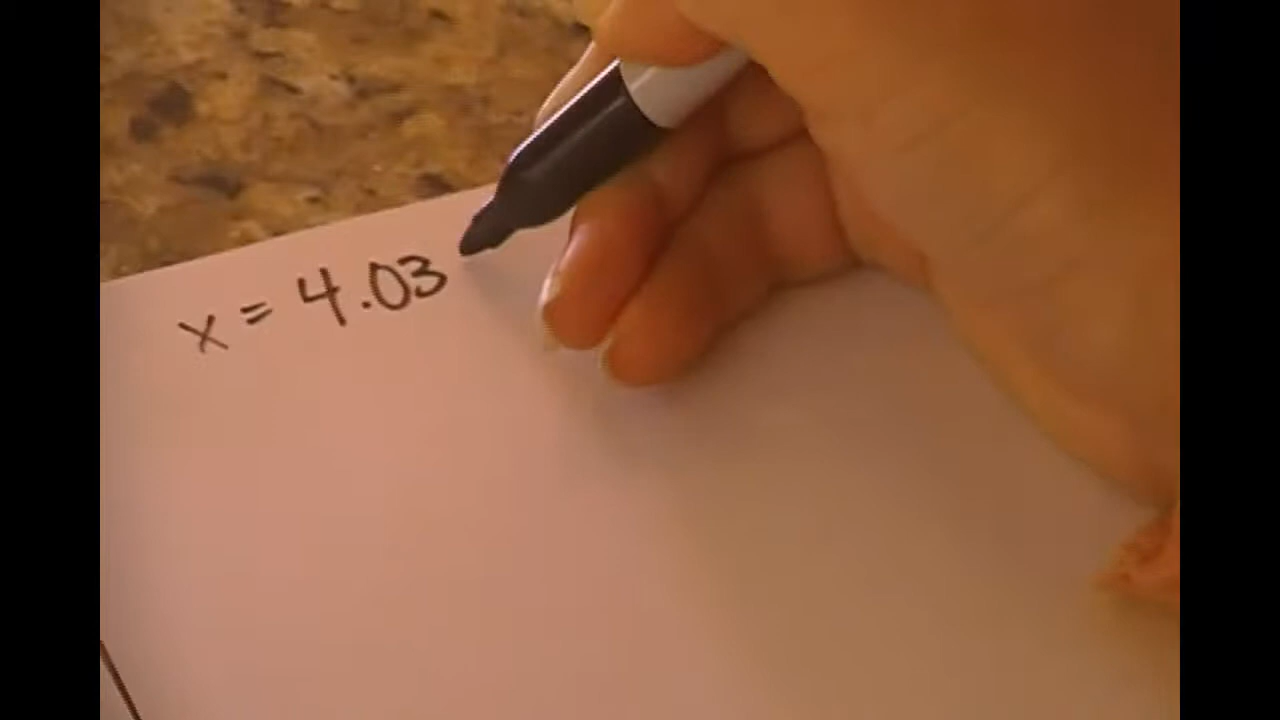 x = 4.03